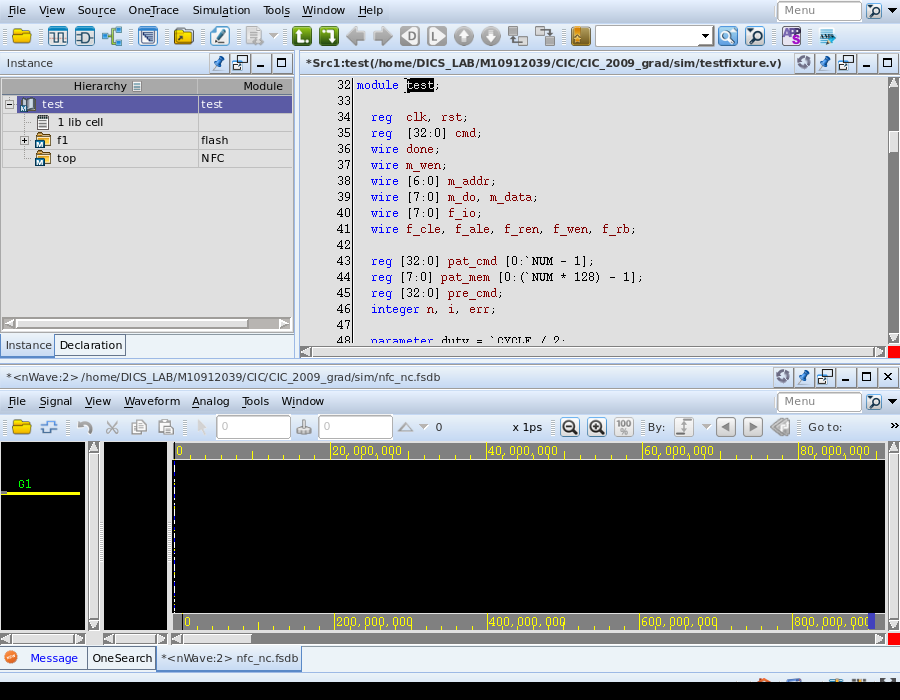 File View Source OneTrace Simulation Tools Window Help Menu
Instance
*Src1:test(/home/DICS_LAB/M10912039/CIC/CIC_2009_grad/sim/testfixture.v)
Hierarchy Module
test test
1 lib cell
f1 flash
top NFC
32 module test;
33
34 reg clk, rst;
35 reg [32:0] cmd;
36 wire done;
37 wire m_wen;
38 wire [6:0] m_addr;
39 wire [7:0] m_do, m_data;
40 wire [7:0] f_io;
41 wire f_cle, f_ale, f_ren, f_wen, f_rb;
42
43 reg [32:0] pat_cmd [0:`NUM - 1];
44 reg [7:0] pat_mem [0:(`NUM * 128) - 1];
45 reg [32:0] pre_cmd;
46 integer n, i, err;
47
48 parameter duty = `CYCLE / 2;
Instance Declaration
*<nWave:2> /home/DICS_LAB/M10912039/CIC/CIC_2009_grad/sim/nfc_nc.fsdb
File Signal View Waveform Analog Tools Window Menu
0 0 0 x 1ps 100 % By: Go to: »
0 20,000,000 40,000,000 60,000,000 80,000,000
G1
0 200,000,000 400,000,000 600,000,000 800,000,000
Message OneSearch *<nWave:2> nfc_nc.fsdb